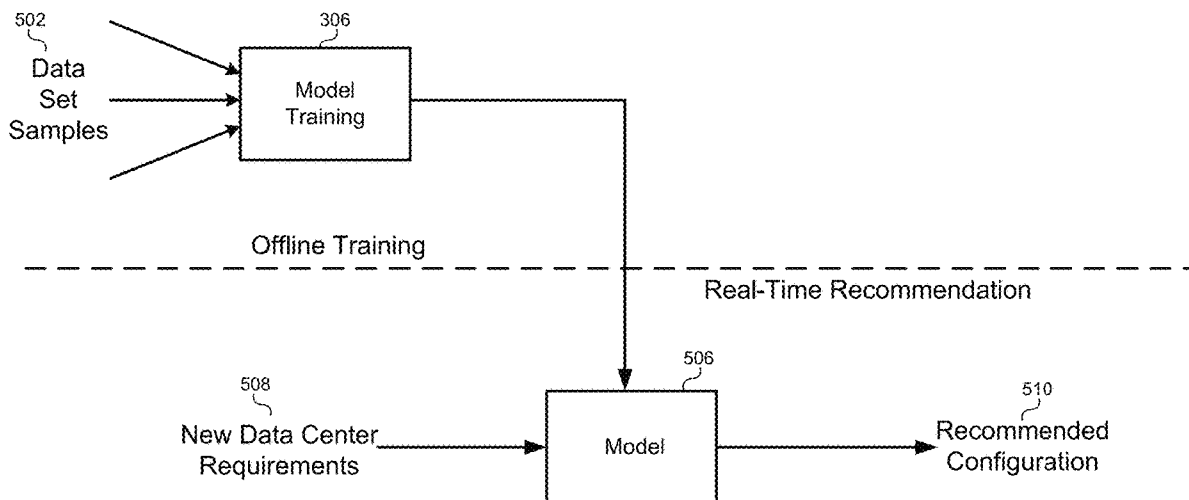 502
Data
Set
Samples
306
Model
Training
Offline Training
Real-Time Recommendation
508
New Data Center
Requirements
506
Model
510
Recommended
Configuration